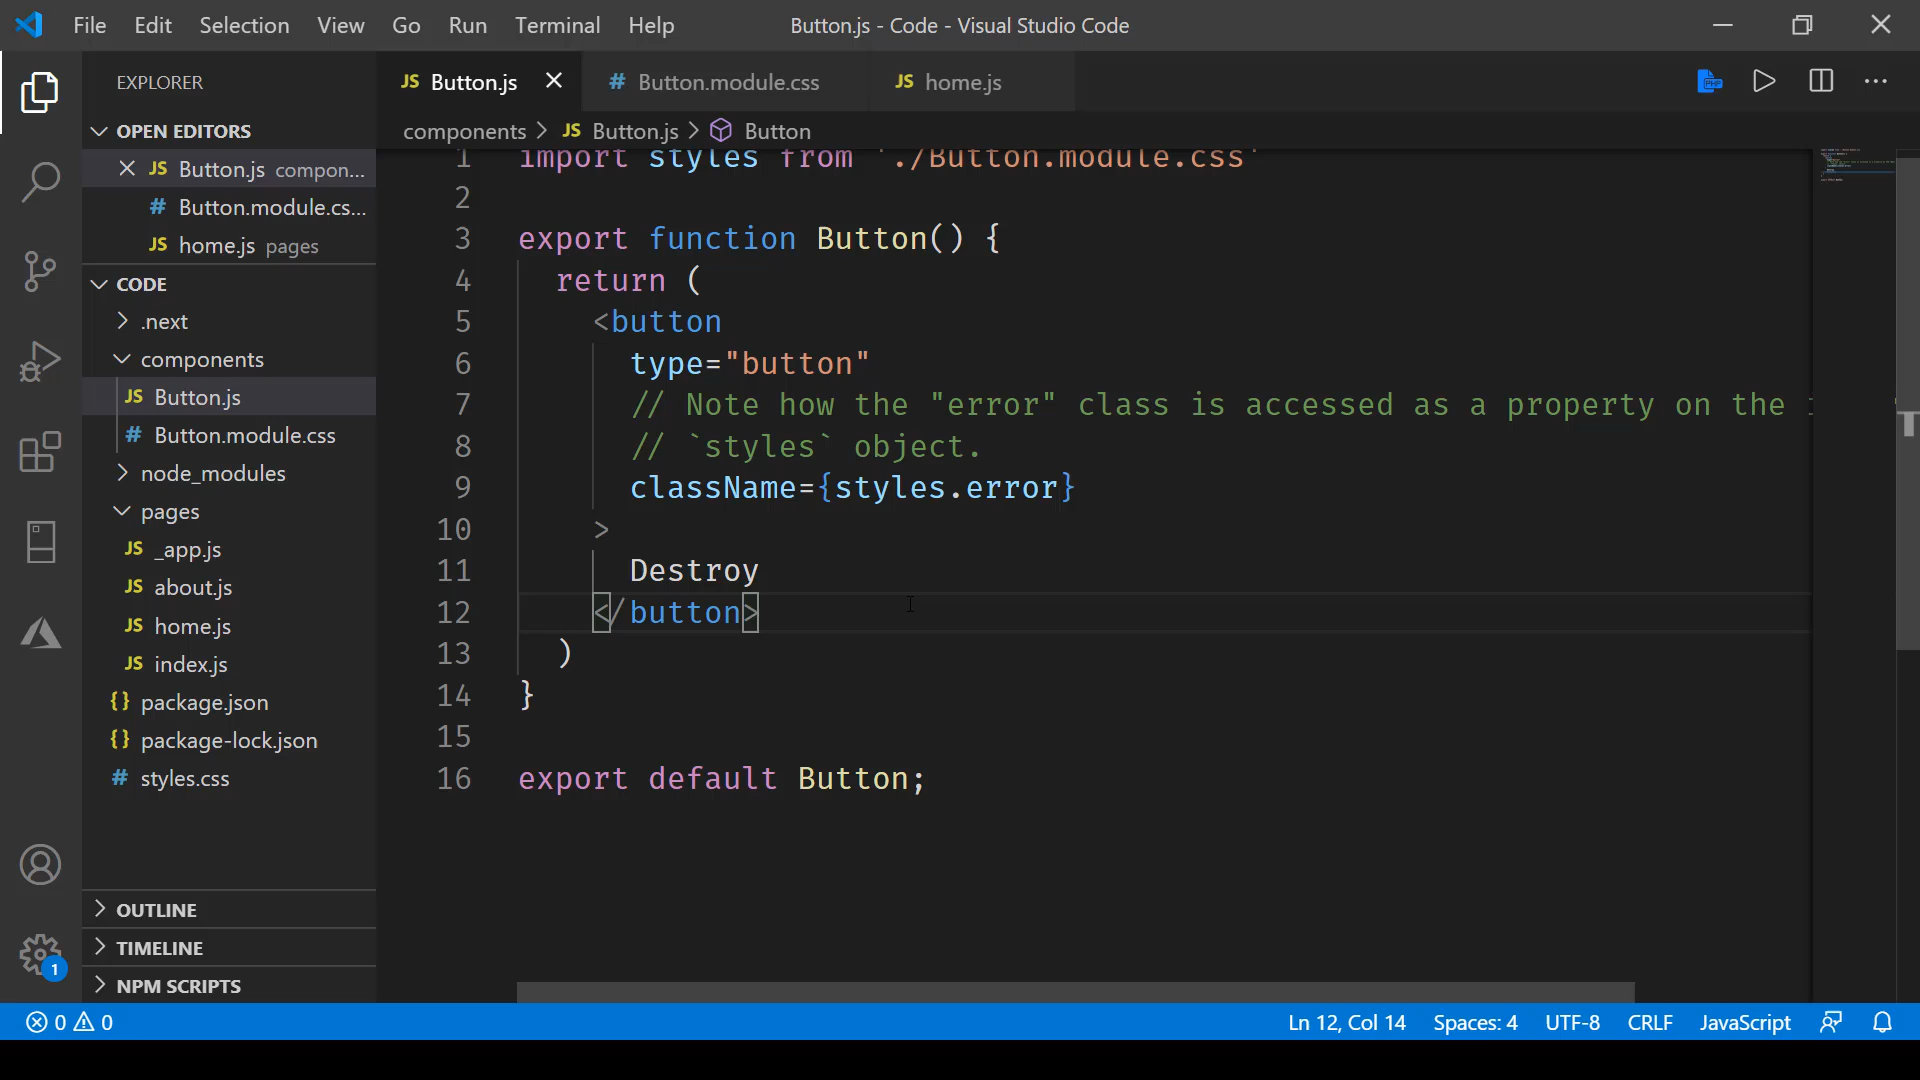 File Edit Selection View Go Run Terminal Help Button.js - Code - Visual Studio Code
EXPLORER
OPEN EDITORS
JS Button.js compon...
# Button.module.cs...
JS home.js pages
CODE
.next
components
JS Button.js
# Button.module.css
node_modules
pages
JS _app.js
JS about.js
JS home.js
JS index.js
{} package.json
{} package-lock.json
# styles.css
OUTLINE
TIMELINE
NPM SCRIPTS
1
JS Button.js # Button.module.css JS home.js
components > JS Button.js > Button
1 import styles from './Button.module.css'
2
3 export function Button() {
4 return (
5 <button
6 type="button"
7 // Note how the "error" class is accessed as a property on the
8 // `styles` object.
9 className={styles.error}
10 >
11 Destroy
12 </button>
13 )
14 }
15
16 export default Button;
0 0 Ln 12, Col 14 Spaces: 4 UTF-8 CRLF JavaScript